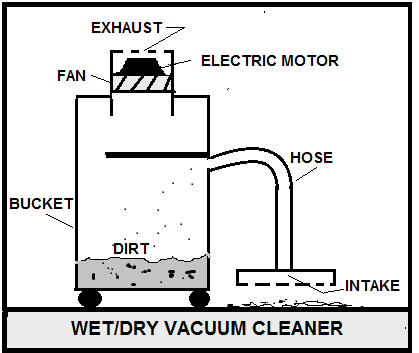 EXHAUST
ELECTRIC MOTOR
FAN
HOSE
BUCKET
DIRT
INTAKE
WET/DRY VACUUM CLEANER